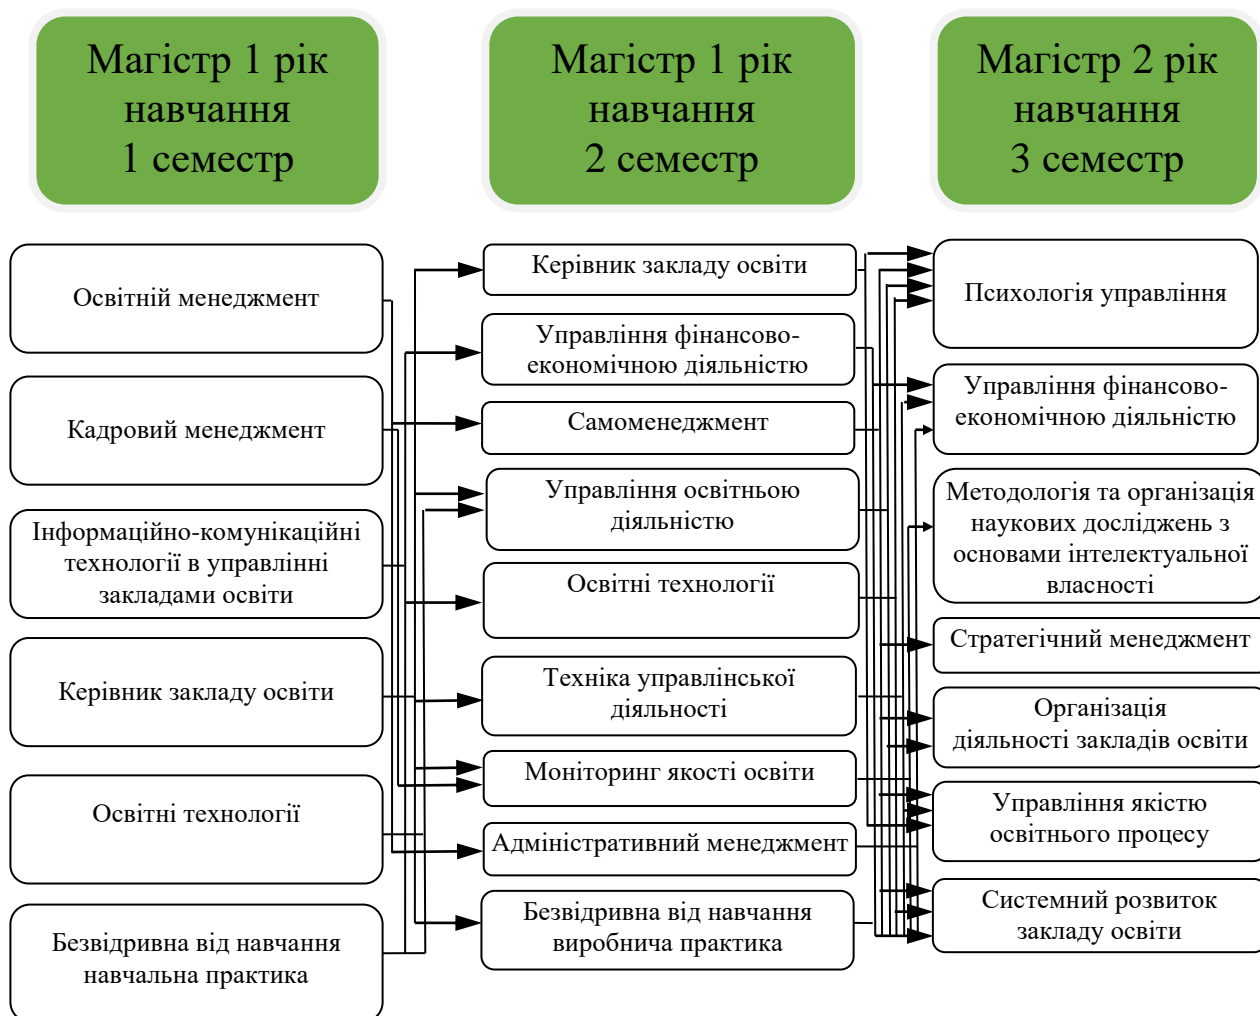 Магістр 1 рік
навчання
1 семестр
Магістр 1 рік
навчання
2 семестр
Магістр 2 рік
навчання
3 семестр
Освітній менеджмент
Кадровий менеджмент
Інформаційно-комунікаційні
технології в управлінні
закладами освіти
Керівник закладу освіти
Освітні технології
Безвідривна від навчання
навчальна практика
Керівник закладу освіти
Управління фінансово-
економічною діяльністю
Самоменеджмент
Управління освітньою
діяльністю
Освітні технології
Техніка управлінської
діяльності
Моніторинг якості освіти
Адміністративний менеджмент
Безвідривна від навчання
виробнича практика
Психологія управління
Управління фінансово-
економічною діяльністю
Методологія та організація
наукових досліджень з
основами інтелектуальної
власності
Стратегічний менеджмент
Організація
діяльності закладів освіти
Управління якістю
освітнього процесу
Системний розвиток
закладу освіти